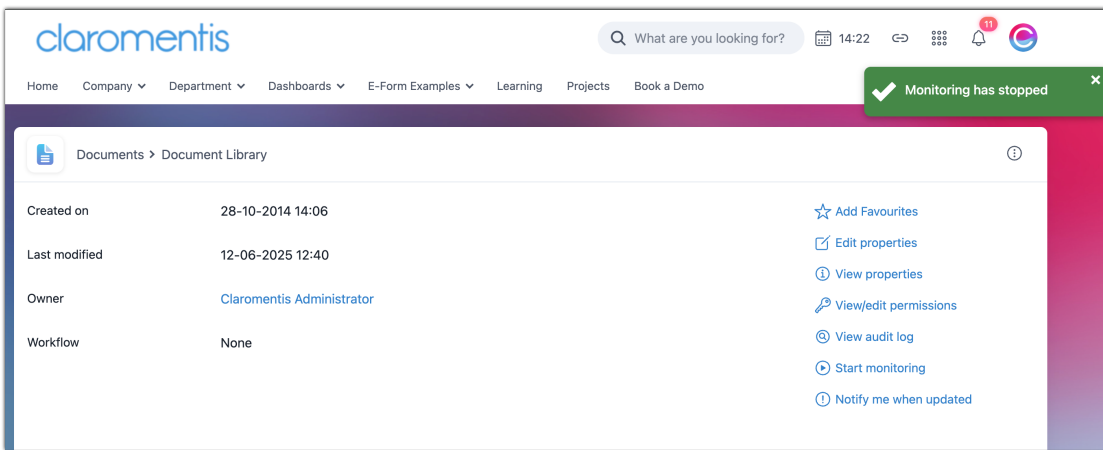 claromentis
What are you looking for?
14:22
11
Home Company Department Dashboards E-Form Examples Learning Projects Book a Demo
Monitoring has stopped
Documents > Document Library
Created on 28-10-2014 14:06
Last modified 12-06-2025 12:40
Owner Claromentis Administrator
Workflow None
Add Favourites
Edit properties
View properties
View/edit permissions
View audit log
Start monitoring
Notify me when updated